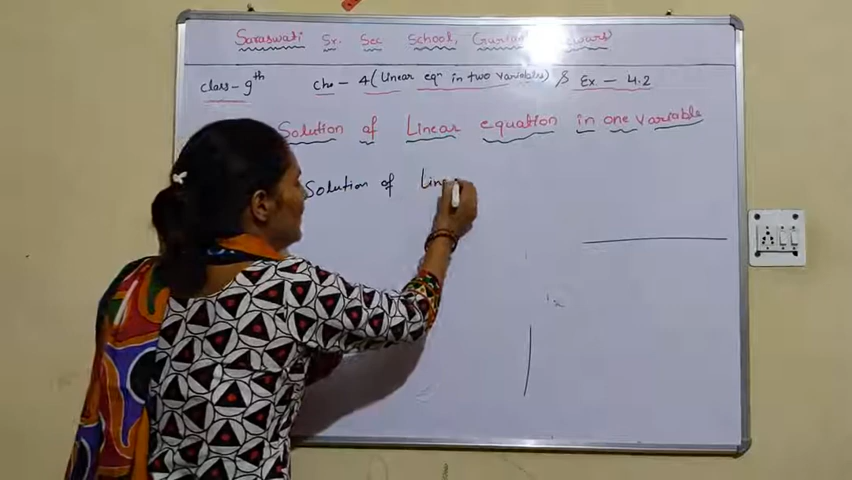 Saraswati Sr. Sec School,
Class - 9th Ch:- 4 (Linear eqn in two Variables) & Ex. - 4.2
Solution of Linear equation in one Variable
Solution of Lin